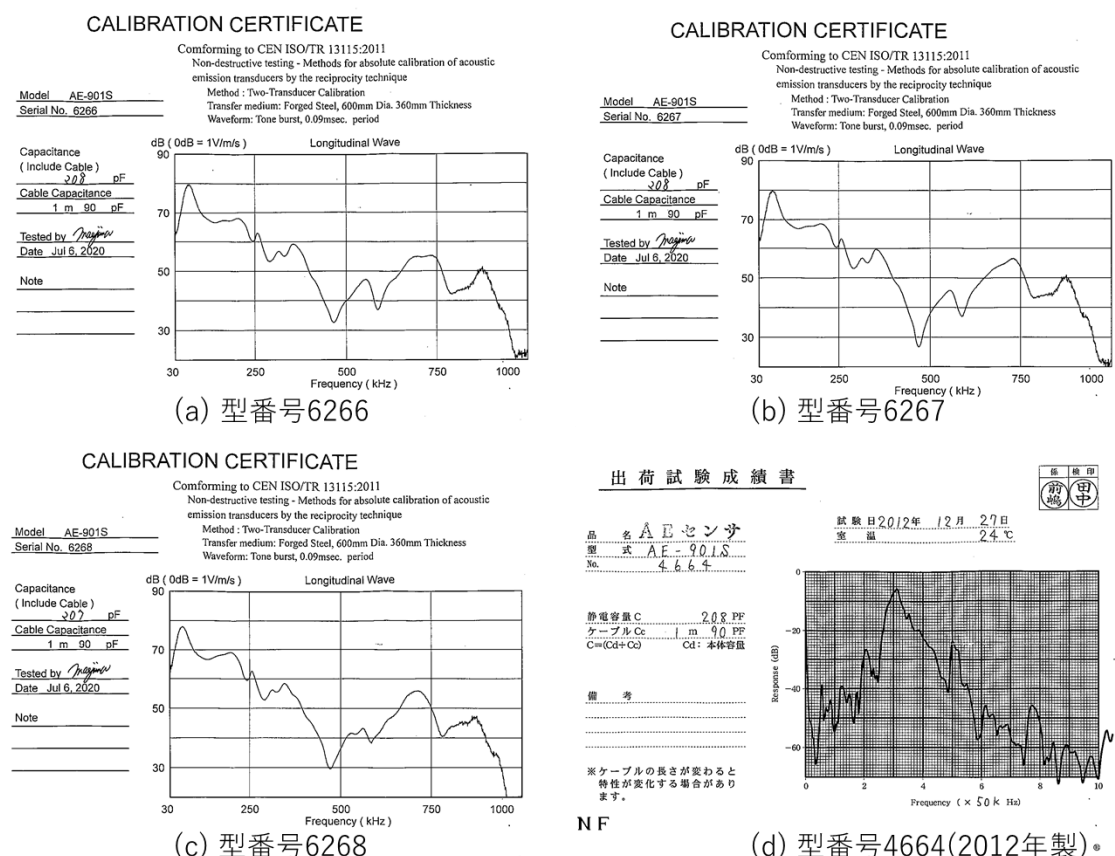 CALIBRATION CERTIFICATE
Comforming to CEN ISO/TR 13115:2011
Non-destructive testing - Methods for absolute calibration of acoustic
emission transducers by the reciprocity technique
Model AE-901S
Method : Two-Transducer Calibration
Serial No. 6266
Transfer medium: Forged Steel, 600mm Dia. 360mm Thickness
Waveform: Tone burst, 0.09msec. period
dB ( 0dB = 1V/m/s ) Longitudinal Wave
Capacitance
( Include Cable )
208 pF
Cable Capacitance
1 m 90 pF
Tested by
Date Jul 6, 2020
Note
90
70
50
30
30 250 500 750 1000
Frequency ( kHz )
(a) 型番号6266
CALIBRATION CERTIFICATE
Comforming to CEN ISO/TR 13115:2011
Non-destructive testing - Methods for absolute calibration of acoustic
emission transducers by the reciprocity technique
Model AE-901S
Method : Two-Transducer Calibration
Serial No. 6267
Transfer medium: Forged Steel, 600mm Dia. 360mm Thickness
Waveform: Tone burst, 0.09msec. period
dB ( 0dB = 1V/m/s ) Longitudinal Wave
Capacitance
( Include Cable )
208 pF
Cable Capacitance
1 m 90 pF
Tested by
Date Jul 6, 2020
Note
90
70
50
30
30 250 500 750 1000
Frequency ( kHz )
(b) 型番号6267
CALIBRATION CERTIFICATE
Comforming to CEN ISO/TR 13115:2011
Non-destructive testing - Methods for absolute calibration of acoustic
emission transducers by the reciprocity technique
Model AE-901S
Method : Two-Transducer Calibration
Serial No. 6268
Transfer medium: Forged Steel, 600mm Dia. 360mm Thickness
Waveform: Tone burst, 0.09msec. period
dB ( 0dB = 1V/m/s ) Longitudinal Wave
Capacitance
( Include Cable )
207 pF
Cable Capacitance
1 m 90 pF
Tested by
Date Jul 6, 2020
Note
90
70
50
30
30 250 500 750 1000
Frequency ( kHz )
(c) 型番号6268
出荷試験成績書
係 検印
前嶋 田中
品名 AEセンサ
型式 AE-901S
No. 4664
試験日 2012年 12月 27日
室温 24℃
静電容量C 208 PF
ケーブルCc 1 m 90 PF
C=(Cd+Cc) Cd: 本体容量
備考
※ケーブルの長さが変わると
特性が変化する場合があり
ます。
NF
Response (dB)
0
-20
-40
-60
0 2 4 6 8 10
Frequency (× 50k Hz)
(d) 型番号4664(2012年製)